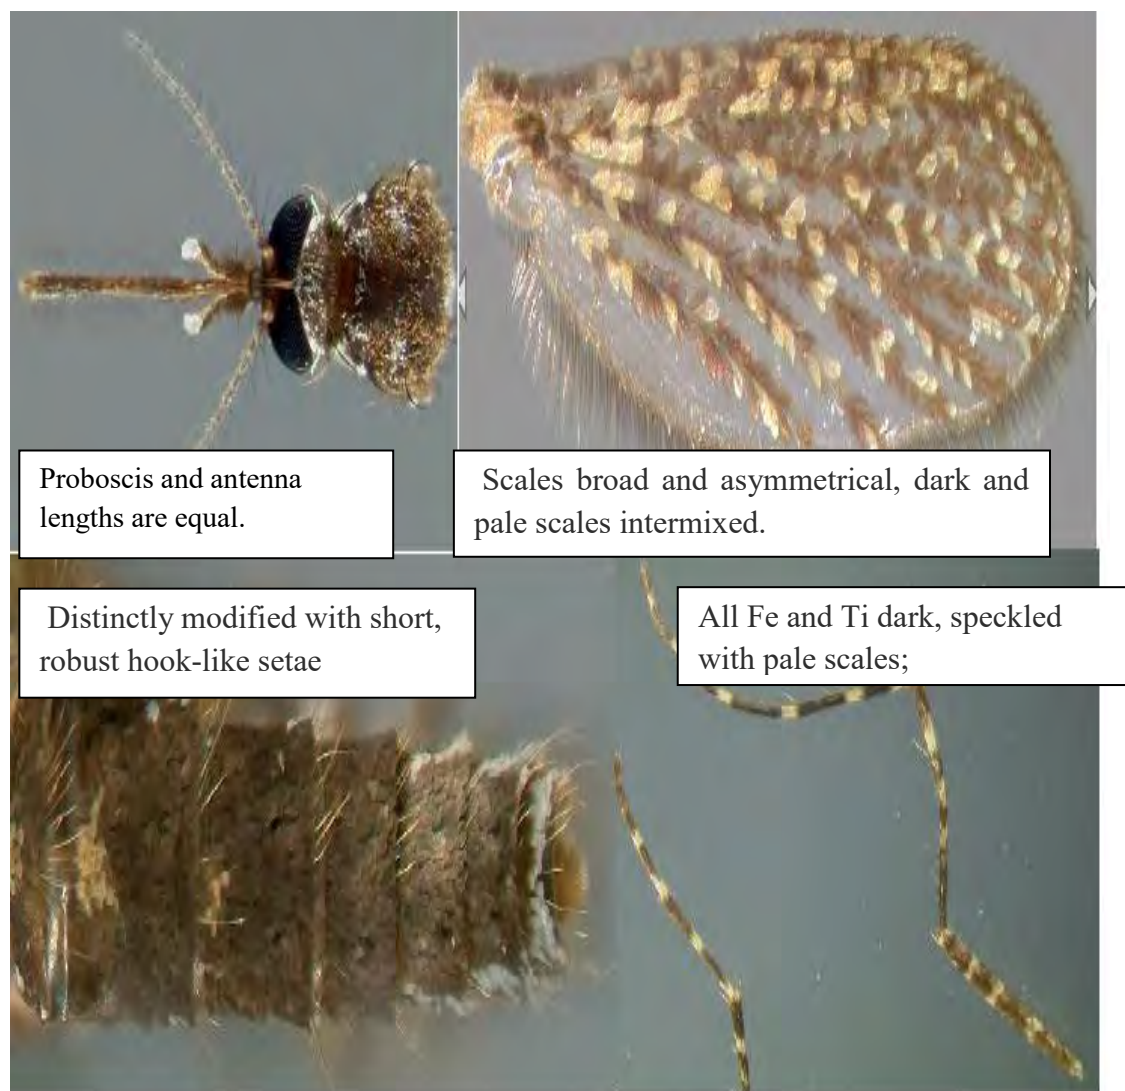 Proboscis and antenna
lengths are equal.
Scales broad and asymmetrical, dark and
pale scales intermixed.
Distinctly modified with short,
robust hook-like setae
All Fe and Ti dark, speckled
with pale scales;